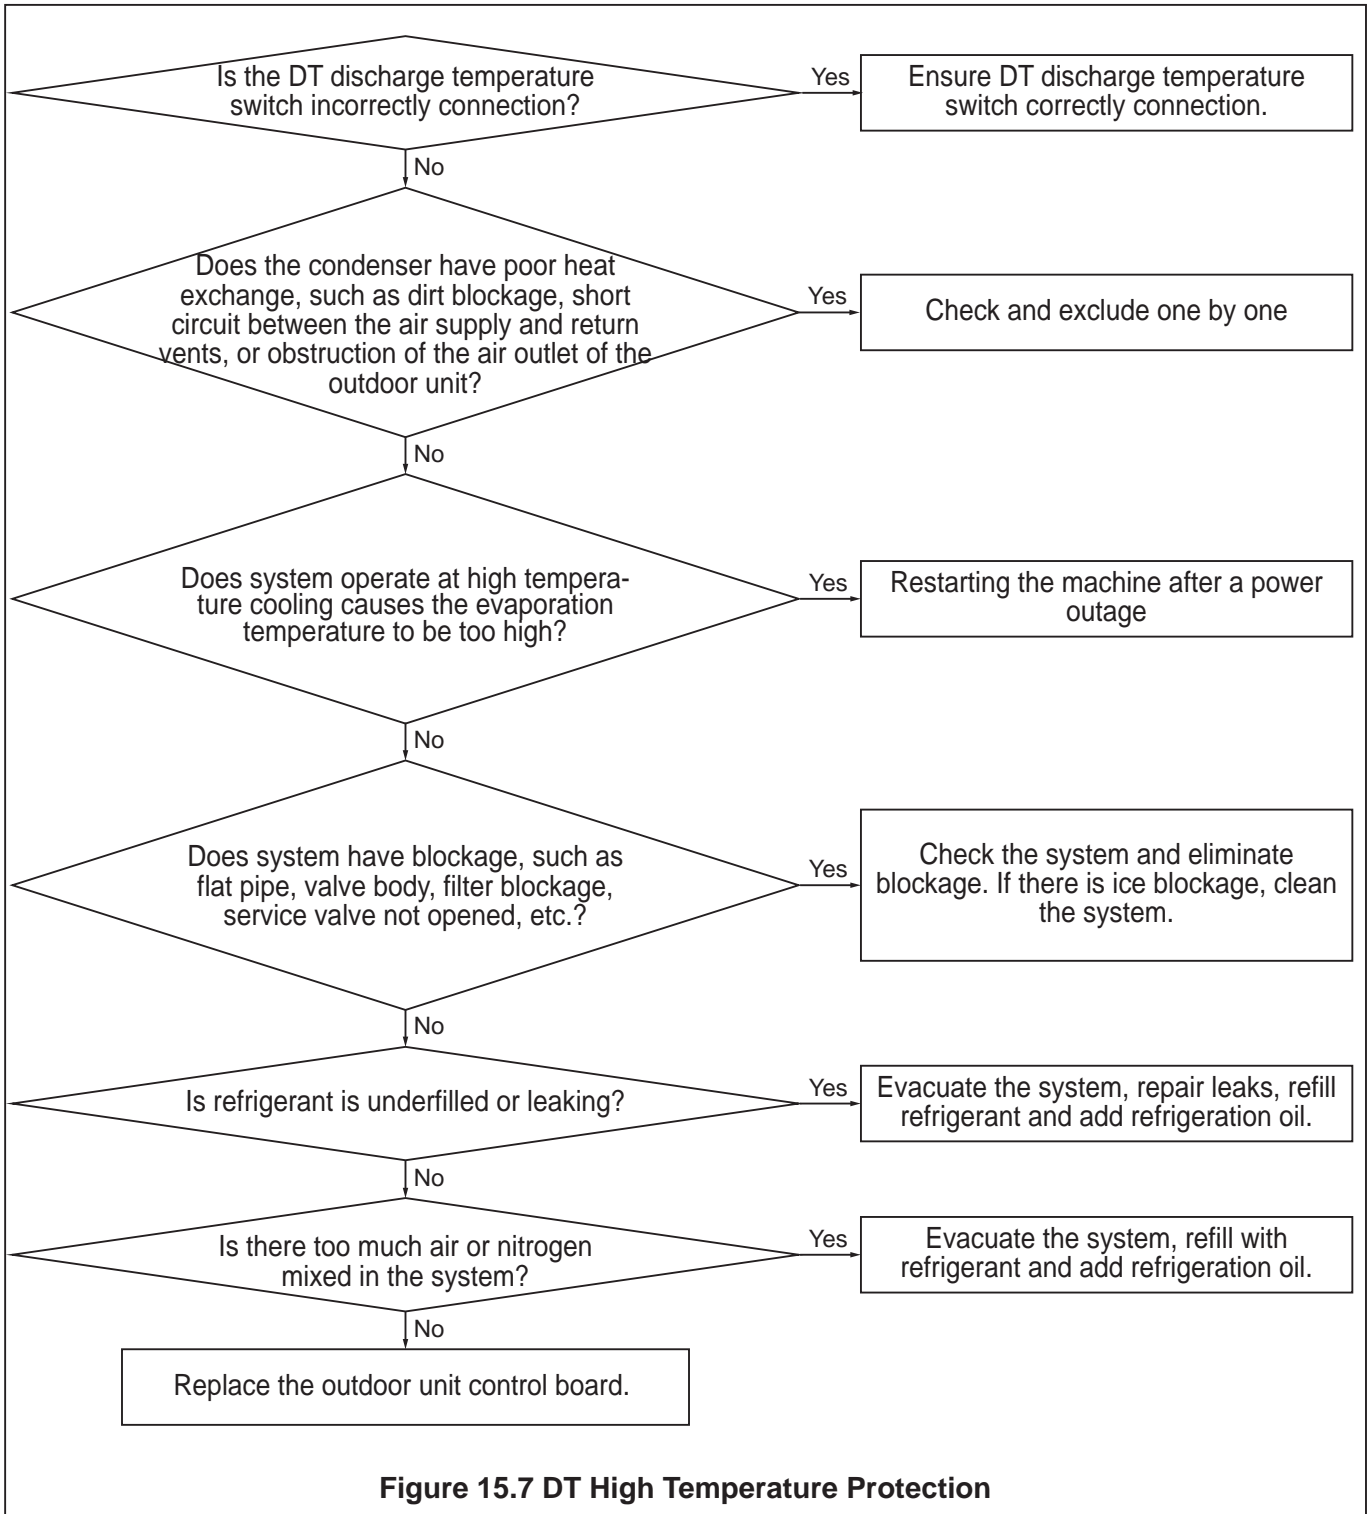 Is the DT discharge temperature
switch incorrectly connection?
Yes
Ensure DT discharge temperature
switch correctly connection.
No
Does the condenser have poor heat
exchange, such as dirt blockage, short
circuit between the air supply and return
vents, or obstruction of the air outlet of the
outdoor unit?
Yes
Check and exclude one by one
No
Does system operate at high tempera-
ture cooling causes the evaporation
temperature to be too high?
Yes
Restarting the machine after a power
outage
No
Does system have blockage, such as
flat pipe, valve body, filter blockage,
service valve not opened, etc.?
Yes
Check the system and eliminate
blockage. If there is ice blockage, clean
the system.
No
Is refrigerant is underfilled or leaking?
Yes
Evacuate the system, repair leaks, refill
refrigerant and add refrigeration oil.
No
Is there too much air or nitrogen
mixed in the system?
Yes
Evacuate the system, refill with
refrigerant and add refrigeration oil.
No
Replace the outdoor unit control board.
Figure 15.7 DT High Temperature Protection